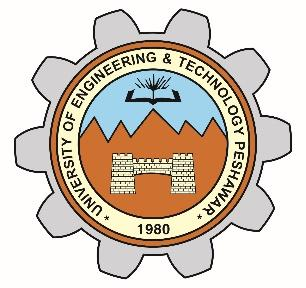 * UNIVERSITY OF ENGINEERING & TECHNOLOGY PESHAWAR *
1980